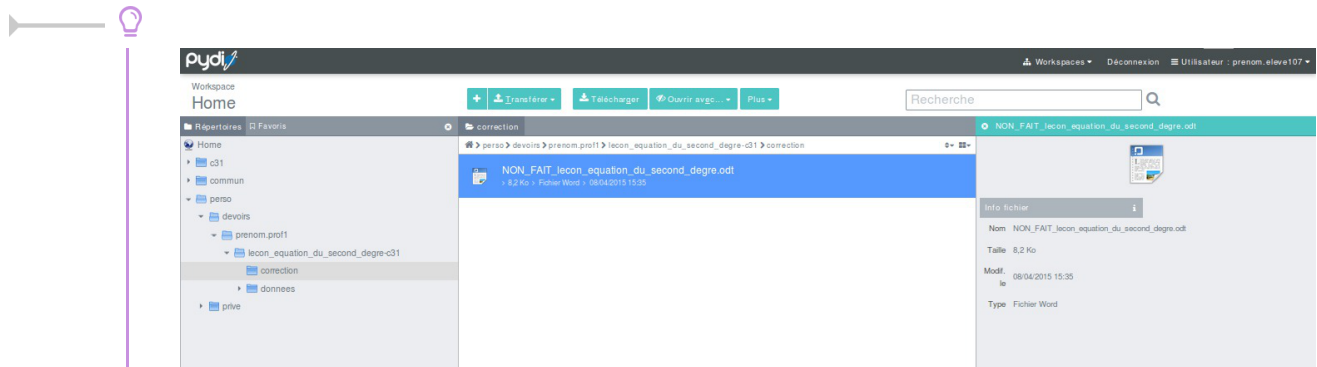 Pydi
Workspaces Déconnexion Utilisateur : prenom.eleve107
Workspace
Home
+ Transférer Télécharger Ouvrir avec... Plus
Recherche
Répertoires Favoris
correction
NON_FAIT_lecon_equation_du_second_degre.odt
Home
c31
commun
perso
devoirs
prenom.prof1
lecon_equation_du_second_degre-c31
correction
donnees
prive
perso > devoirs > prenom.prof1 > lecon_equation_du_second_degre-c31 > correction
NON_FAIT_lecon_equation_du_second_degre.odt
> 8,2 Ko > Fichier Word > 08/04/2015 15:35
Info fichier i
Nom NON_FAIT_lecon_equation_du_second_degre.odt
Taille 8,2 Ko
Modif. le 08/04/2015 15:35
Type Fichier Word